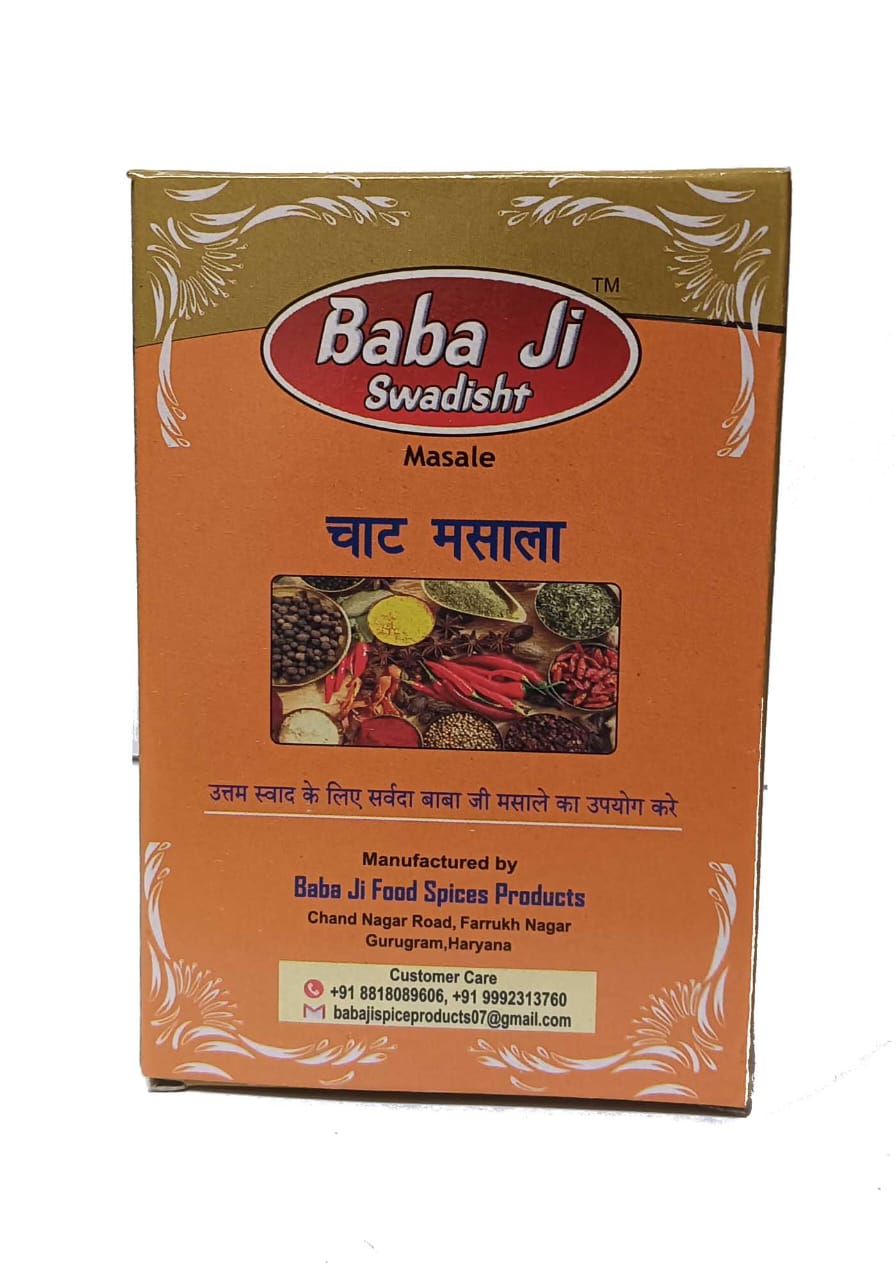 Baba Ji
TM
Swadisht
Masale
चाट मसाला
उत्तम स्वाद के लिए सर्वदा बाबा जी मसाले का उपयोग करे
Manufactured by
Baba Ji Food Spices Products
Chand Nagar Road, Farrukh Nagar
Gurugram,Haryana
Customer Care
+91 8818089606, +91 9992313760
babajispiceproducts07@gmail.com